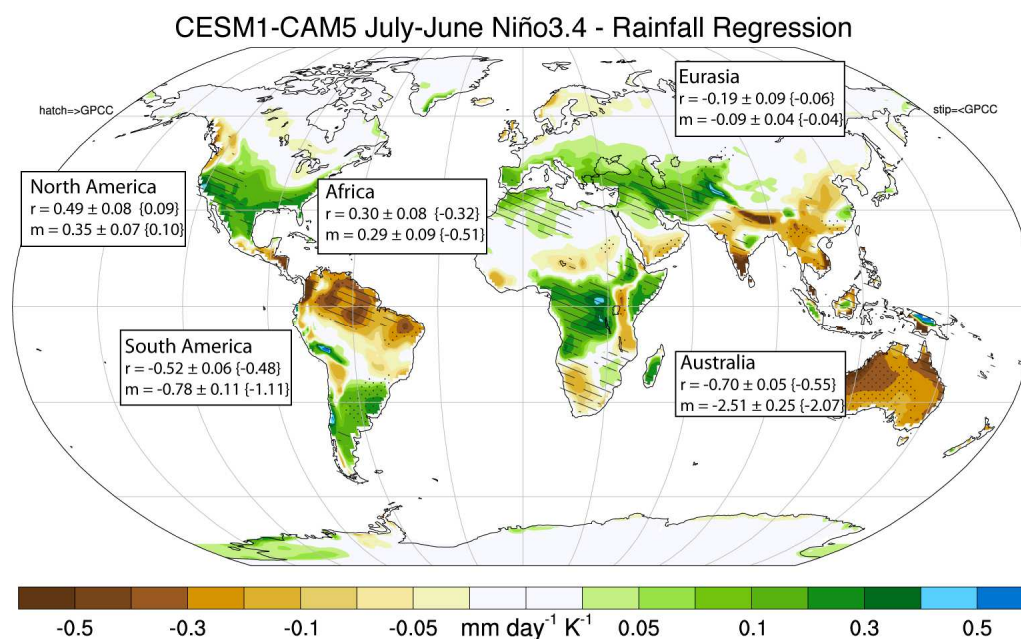 CESM1-CAM5 July-June Niño3.4 - Rainfall Regression
hatch=>GPCC
stip=<GPCC
Eurasia
r = -0.19 ± 0.09 {-0.06}
m = -0.09 ± 0.04 {-0.04}
North America
r = 0.49 ± 0.08 {0.09}
m = 0.35 ± 0.07 {0.10}
Africa
r = 0.30 ± 0.08 {-0.32}
m = 0.29 ± 0.09 {-0.51}
South America
r = -0.52 ± 0.06 {-0.48}
m = -0.78 ± 0.11 {-1.11}
Australia
r = -0.70 ± 0.05 {-0.55}
m = -2.51 ± 0.25 {-2.07}
-0.5 -0.3 -0.1 -0.05 mm day⁻¹ K⁻¹ 0.05 0.1 0.3 0.5